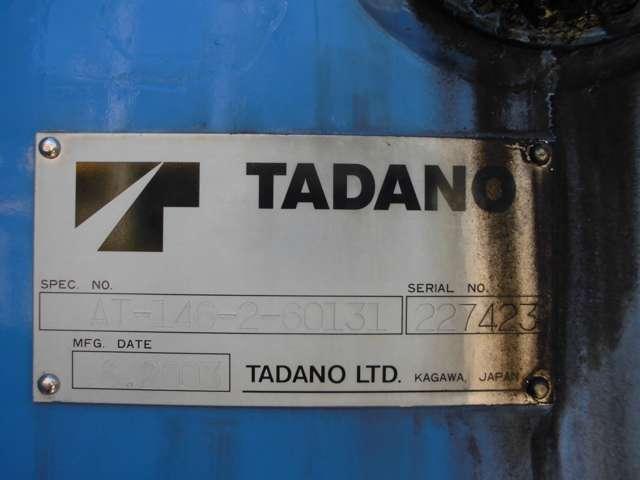 TADANO
SPEC. NO.
SERIAL NO.
AT-146-2-60131
227423
MFG. DATE
TADANO LTD. KAGAWA, JAPAN